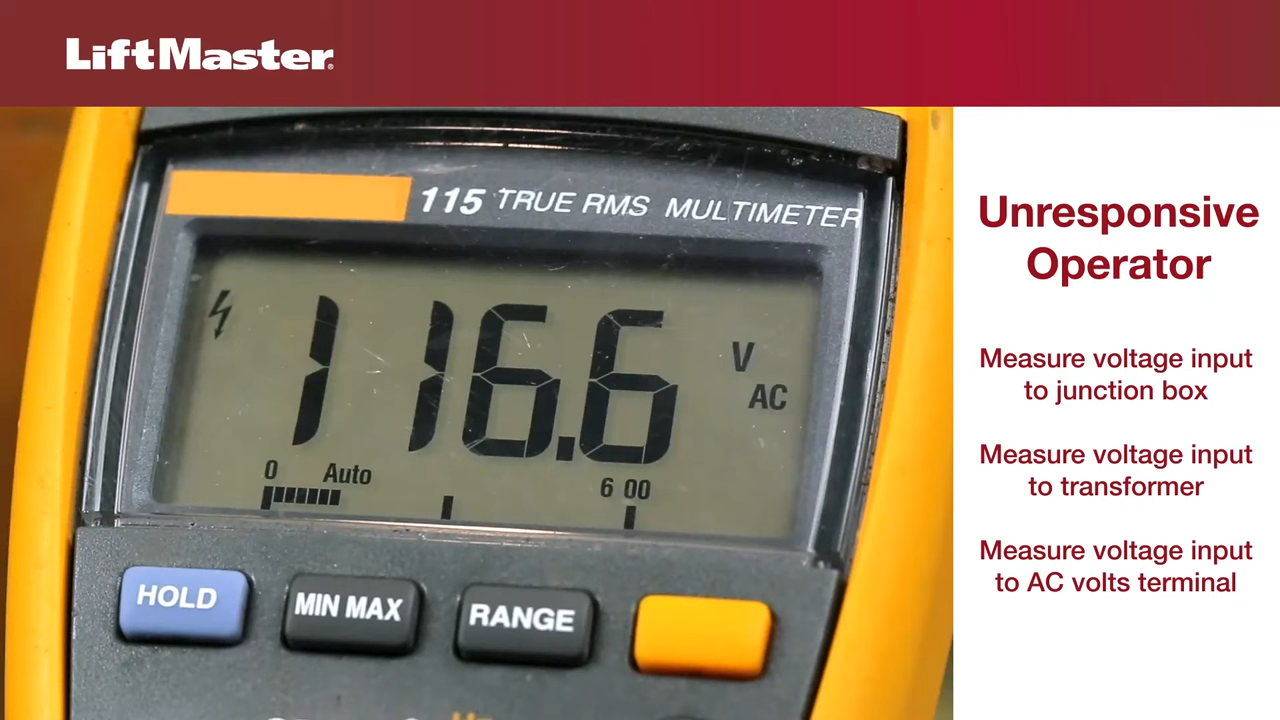 LiftMaster®
115 TRUE RMS MULTIMETER
116.6 V AC
0 Auto 6 00
HOLD MIN MAX RANGE
Unresponsive
Operator
Measure voltage input
to junction box
Measure voltage input
to transformer
Measure voltage input
to AC volts terminal